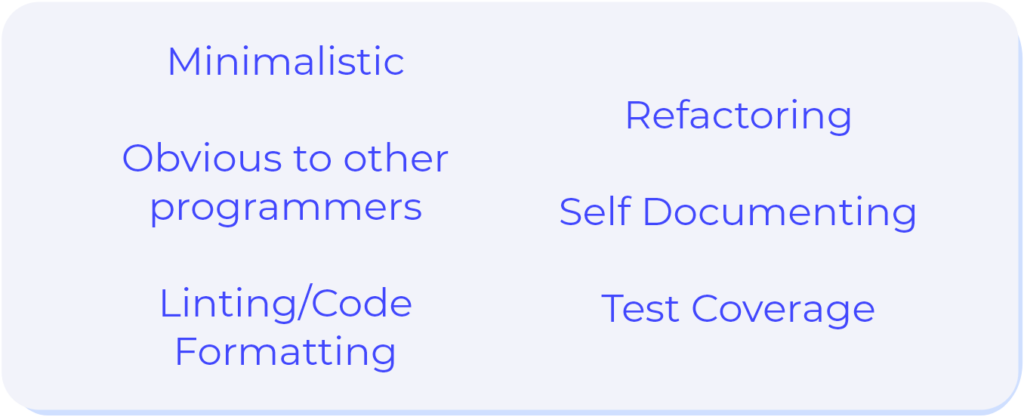 Minimalistic
Obvious to other
programmers
Linting/Code
Formatting
Refactoring
Self Documenting
Test Coverage